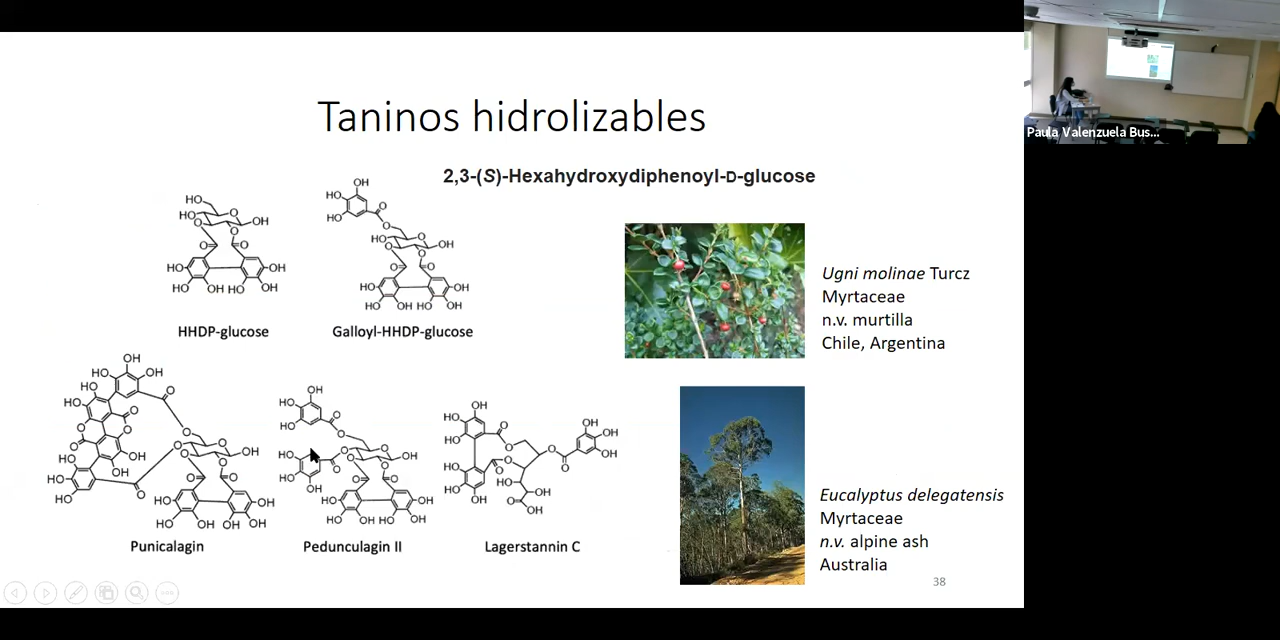 Taninos hidrolizables
2,3-(S)-Hexahydroxydiphenoyl-D-glucose
HHDP-glucose
Galloyl-HHDP-glucose
Ugni molinae Turcz
Myrtaceae
n.v. murtilla
Chile, Argentina
Punicalagin
Pedunculagin II
Lagerstannin C
Eucalyptus delegatensis
Myrtaceae
n.v. alpine ash
Australia
38
Paula Valenzuela Bus...